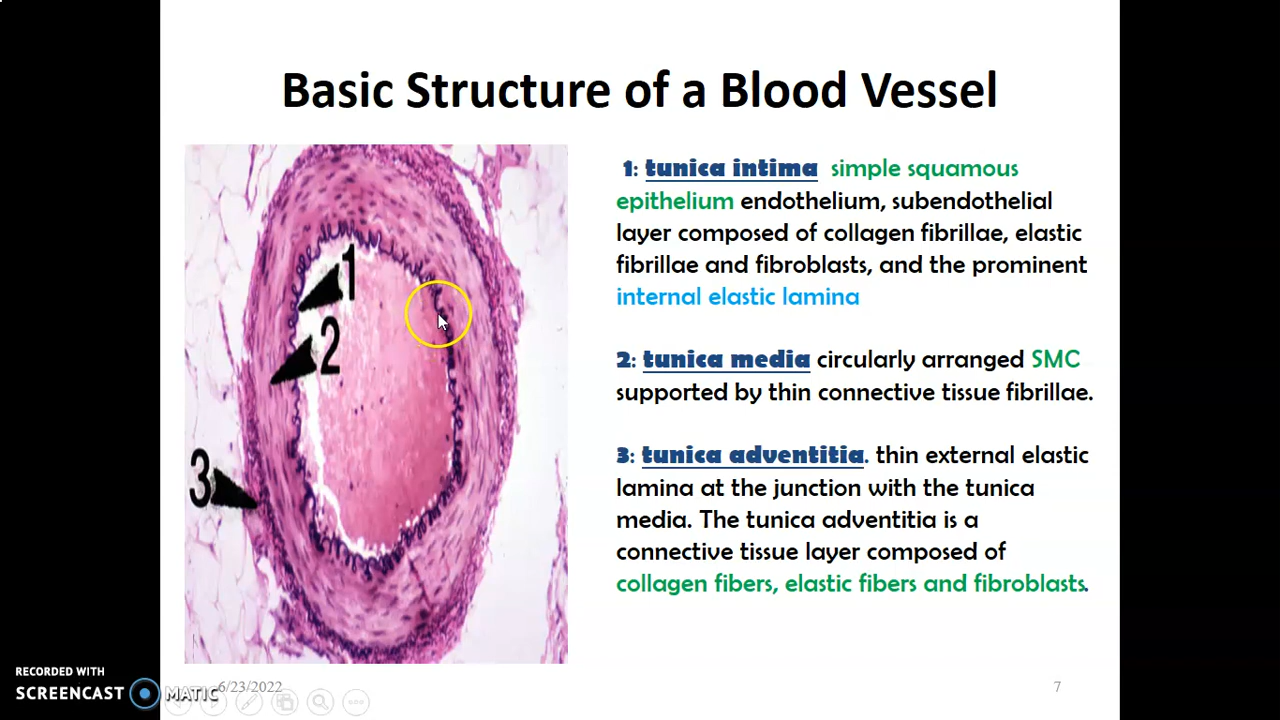 Basic Structure of a Blood Vessel
1
2
3
1: tunica intima simple squamous
epithelium endothelium, subendothelial
layer composed of collagen fibrillae, elastic
fibrillae and fibroblasts, and the prominent
internal elastic lamina
2: tunica media circularly arranged SMC
supported by thin connective tissue fibrillae.
3: tunica adventitia. thin external elastic
lamina at the junction with the tunica
media. The tunica adventitia is a
connective tissue layer composed of
collagen fibers, elastic fibers and fibroblasts.
RECORDED WITH
SCREENCAST MATIC
6/23/2022
7